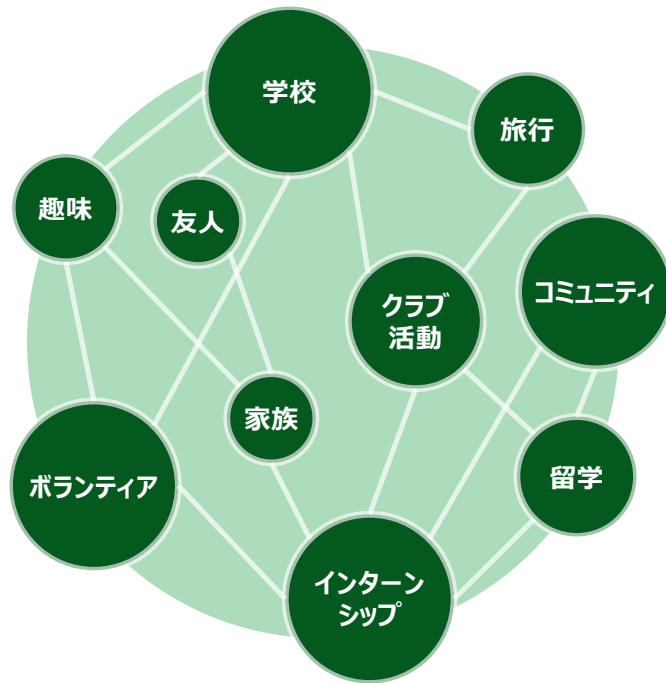 学校
旅行
趣味
友人
コミュニティ
クラブ
活動
家族
留学
ボランティア
インターン
シップ